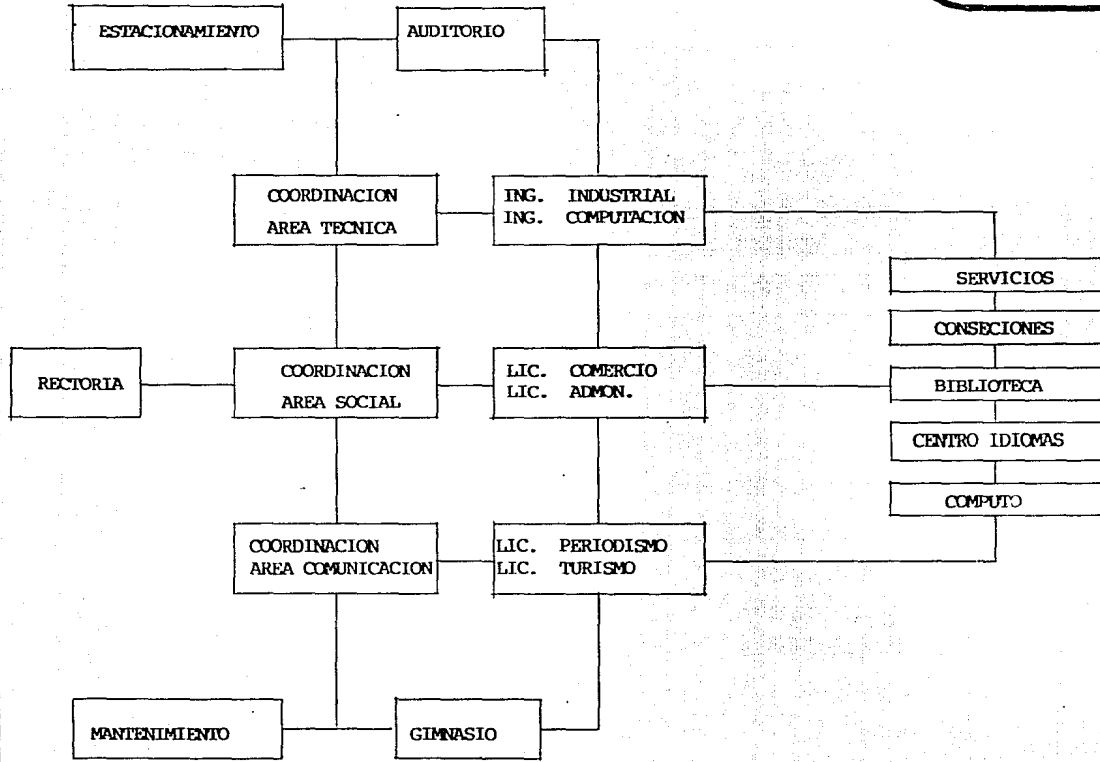 ESTACIONAMIENTO
AUDITORIO
COORDINACION
AREA TECNICA
ING. INDUSTRIAL
ING. COMPUTACION
SERVICIOS
CONSECIONES
RECTORIA
COORDINACION
AREA SOCIAL
LIC. COMERCIO
LIC. ADMON.
BIBLIOTECA
CENTRO IDIOMAS
COMPUTO
COORDINACION
AREA COMUNICACION
LIC. PERIODISMO
LIC. TURISMO
MANTENIMIENTO
GIMNASIO